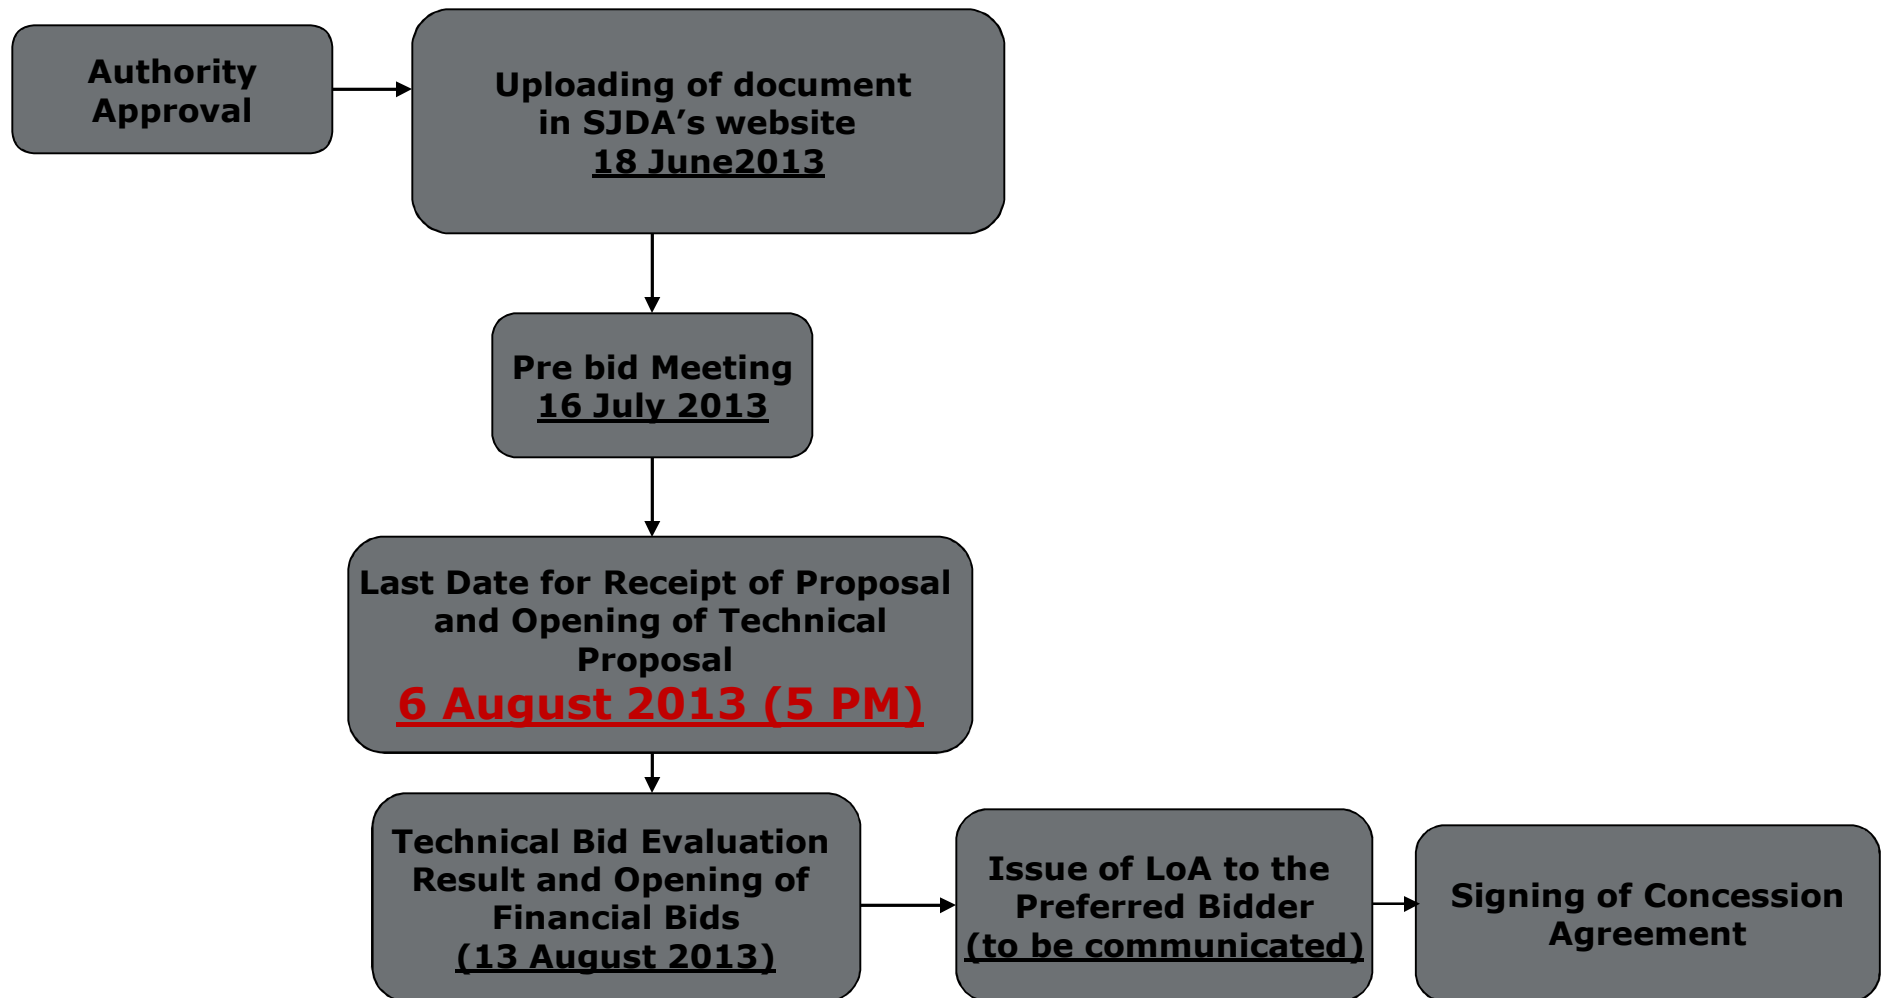 Authority
Approval
Uploading of document
in SJDA’s website
18 June2013
Pre bid Meeting
16 July 2013
Last Date for Receipt of Proposal
and Opening of Technical
Proposal
6 August 2013 (5 PM)
Technical Bid Evaluation
Result and Opening of
Financial Bids
(13 August 2013)
Issue of LoA to the
Preferred Bidder
(to be communicated)
Signing of Concession
Agreement